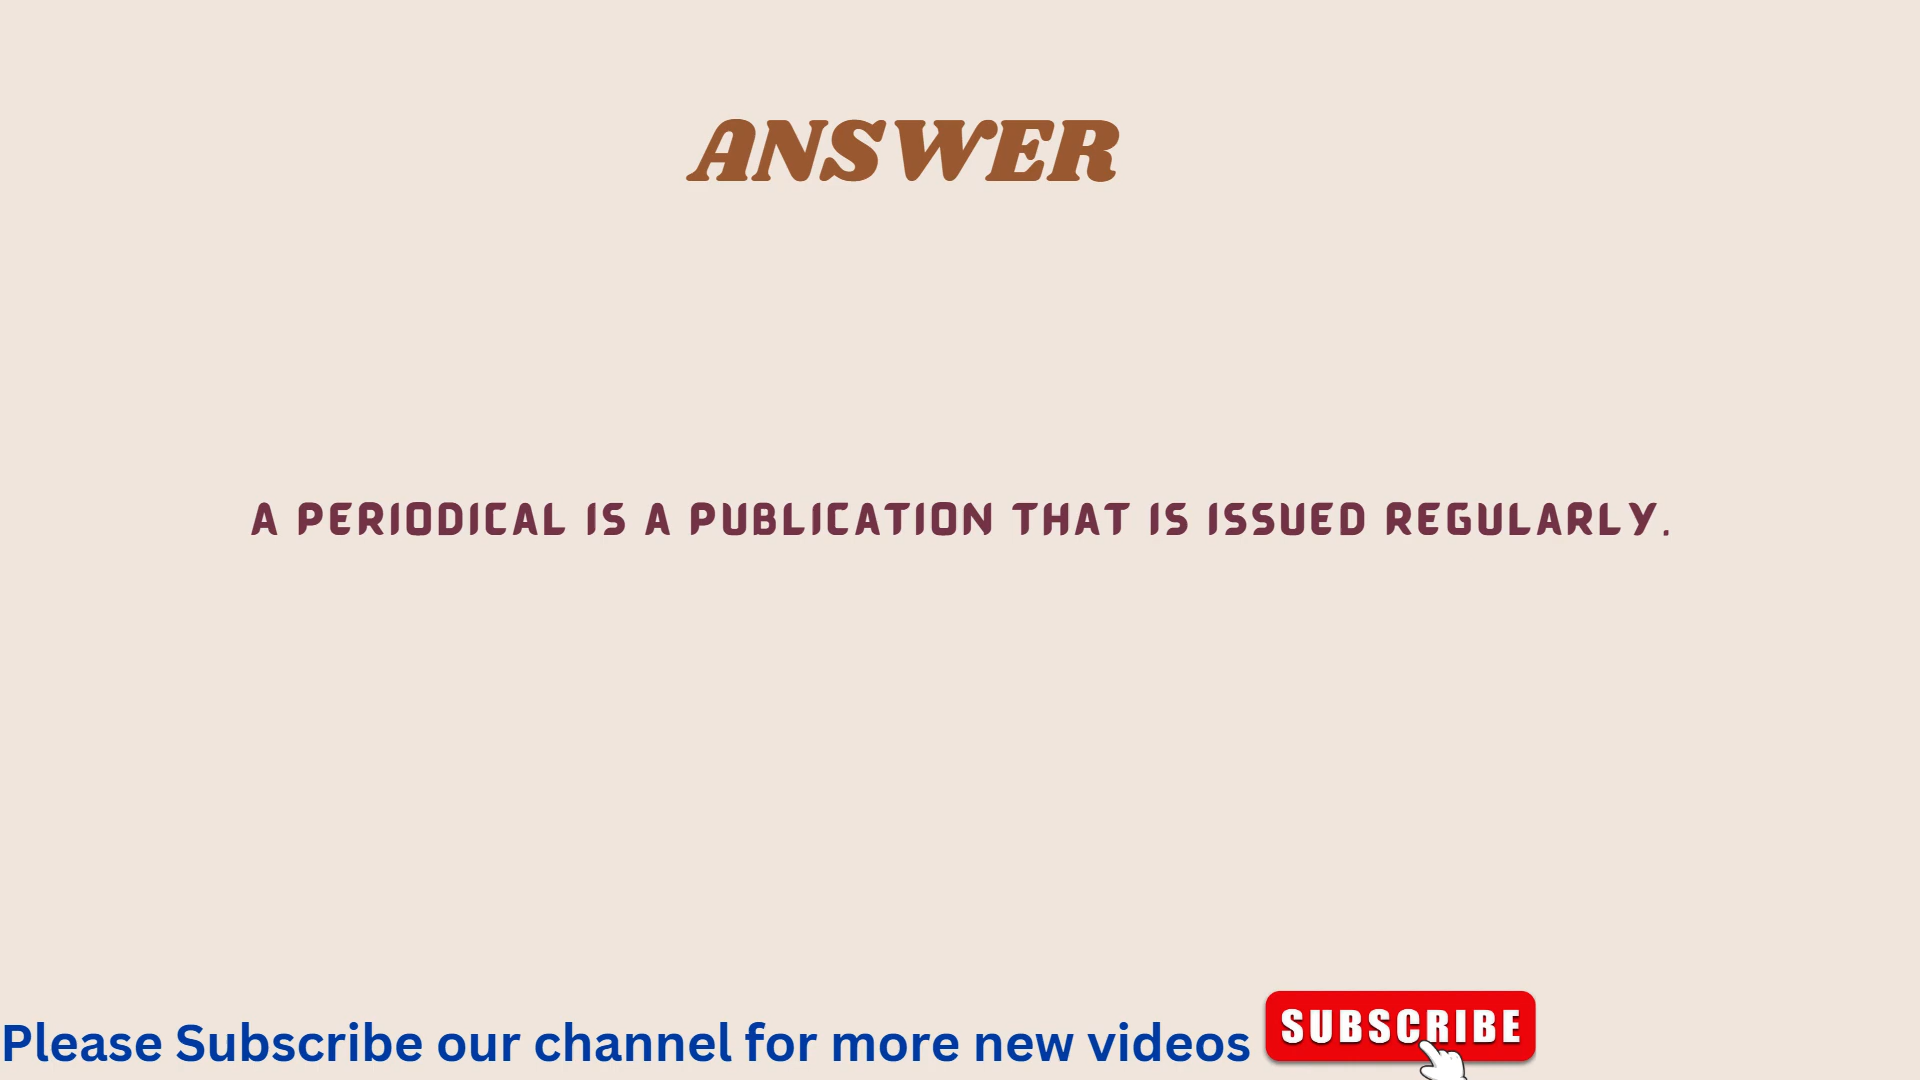 ANSWER
A PERIODICAL IS A PUBLICATION THAT IS ISSUED REGULARLY.
Please Subscribe our channel for more new videos
SUBSCRIBE